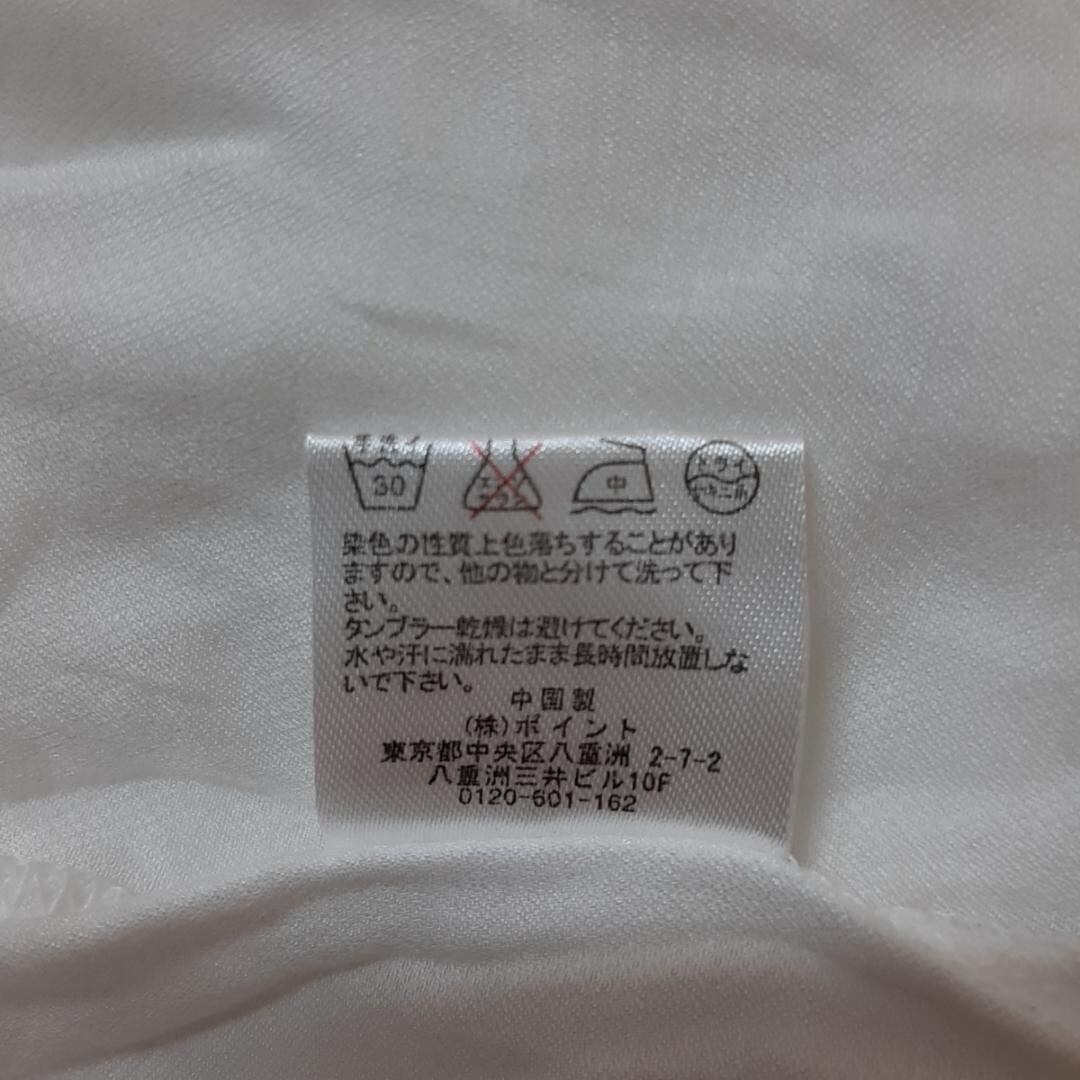 手洗イ
30
エンソ
サラシ
中
ドライ
セキユ系
染色の性質上色落ちすることがあり
ますので、他の物と分けて洗って下
さい。
タンブラー乾燥は避けてください。
水や汗に濡れたまま長時間放置しな
いで下さい。
中国製
(株)ポイント
東京都中央区八重洲 2-7-2
八重洲三井ビル10F
0120-601-162